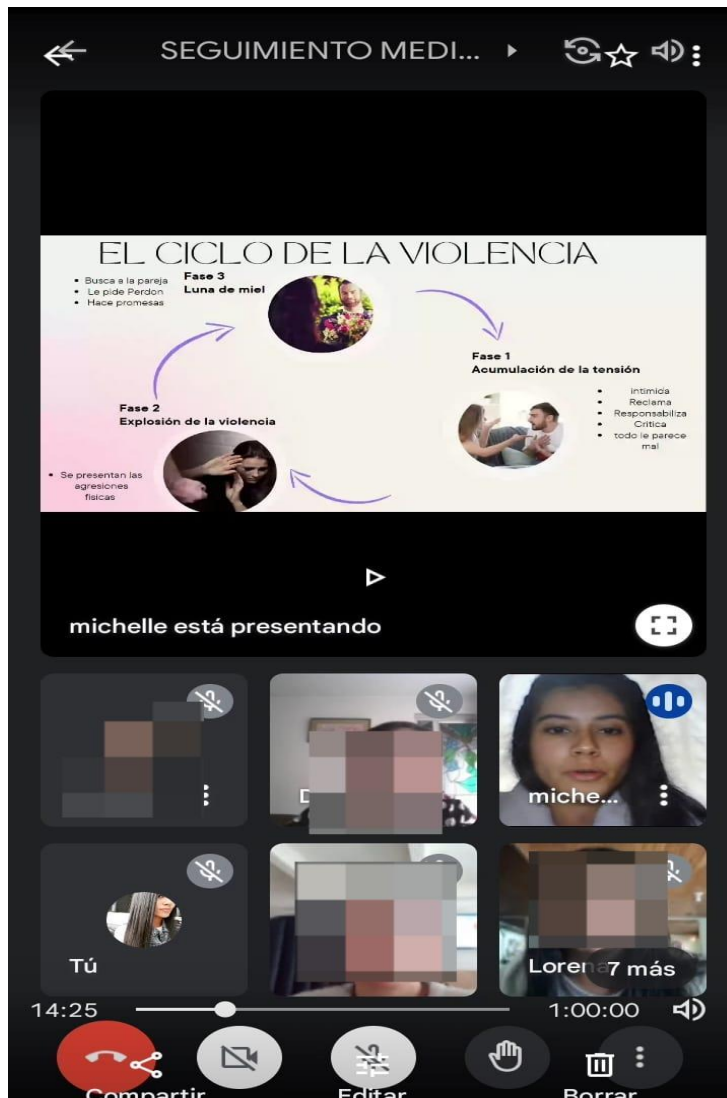 SEGUIMIENTO MEDI...
EL CICLO DE LA VIOLENCIA
• Busca a la pareja
• Le pide Perdon
• Hace promesas
Fase 3
Luna de miel
Fase 1
Acumulación de la tensión
• intimida
• Reclama
• Responsabiliza
• Critica
• todo le parece
mal
Fase 2
Explosión de la violencia
• Se presentan las
agresiones
fisicas
michelle está presentando
D
miche...
Tú
Lorena
7 más
14:25
1:00:00
Compartir
Editar
Borrar